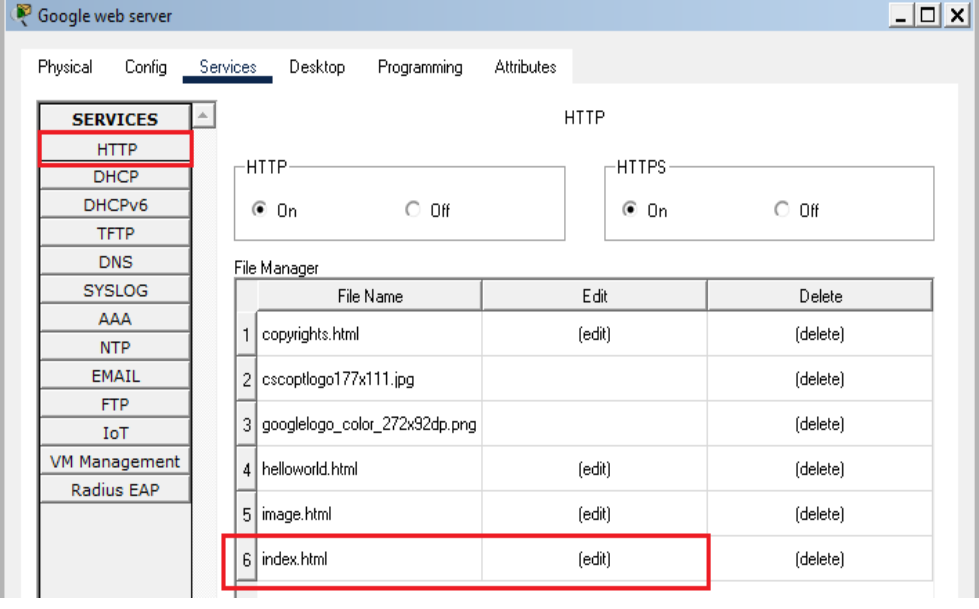 Google web server
Physical Config Services Desktop Programming Attributes
SERVICES
HTTP
DHCP
DHCPv6
TFTP
DNS
SYSLOG
AAA
NTP
EMAIL
FTP
IoT
VM Management
Radius EAP
HTTP
HTTP
On Off
HTTPS
On Off
File Manager
File Name Edit Delete
1 copyrights.html (edit) (delete)
2 cscoptlogo177x111.jpg (delete)
3 googlelogo_color_272x92dp.png (delete)
4 helloworld.html (edit) (delete)
5 image.html (edit) (delete)
6 index.html (edit) (delete)